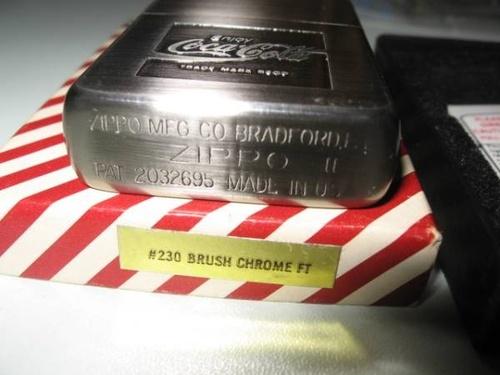 ENJOY
Coca-Cola
TRADE MARK REG®
ZIPPO MFG. CO. BRADFORD,
ZIPPO II
PAT. 2032695 MADE IN U.S.
#230 BRUSH CHROME FT